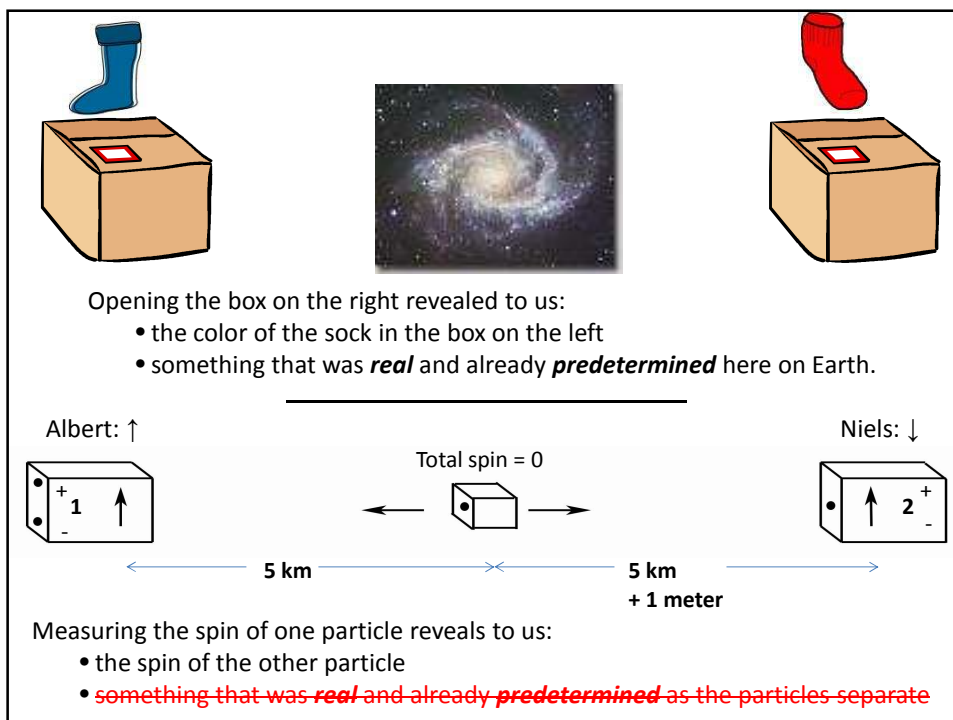 Opening the box on the right revealed to us:
• the color of the sock in the box on the left
• something that was real and already predetermined here on Earth.
Albert: ↑
Niels: ↓
Total spin = 0
+
1
-
2
+
-
5 km
5 km
+ 1 meter
Measuring the spin of one particle reveals to us:
• the spin of the other particle
• something that was real and already predetermined as the particles separate